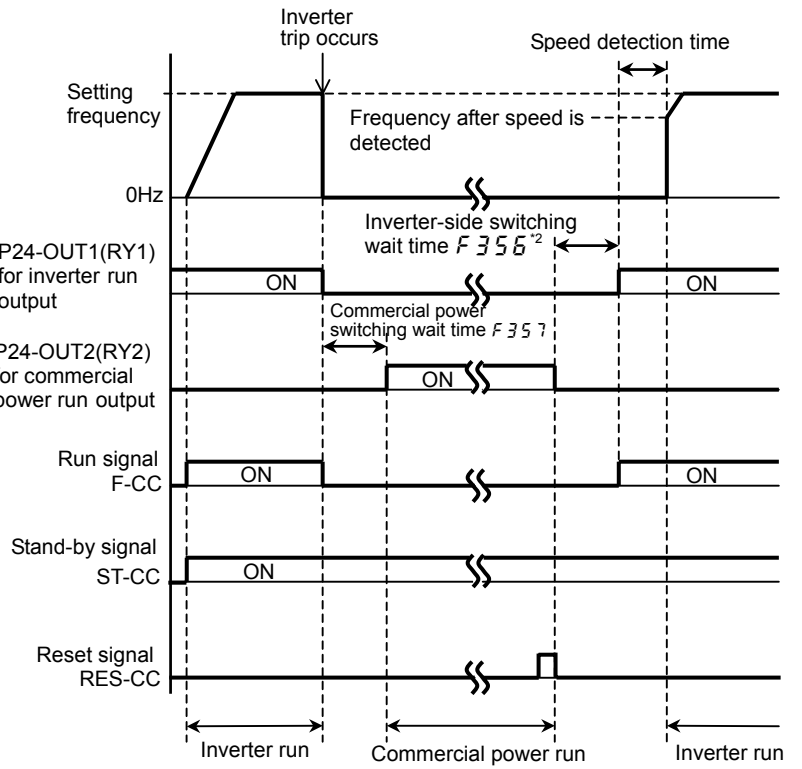 Inverter
trip occurs
Speed detection time
Setting
frequency
Frequency after speed is
detected
0Hz
Inverter-side switching
wait time F356*2
P24-OUT1(RY1)
for inverter run
output
ON
ON
Commercial power
switching wait time F357
P24-OUT2(RY2)
for commercial
power run output
ON
Run signal
F-CC
ON
ON
Stand-by signal
ST-CC
ON
Reset signal
RES-CC
Inverter run
Commercial power run
Inverter run